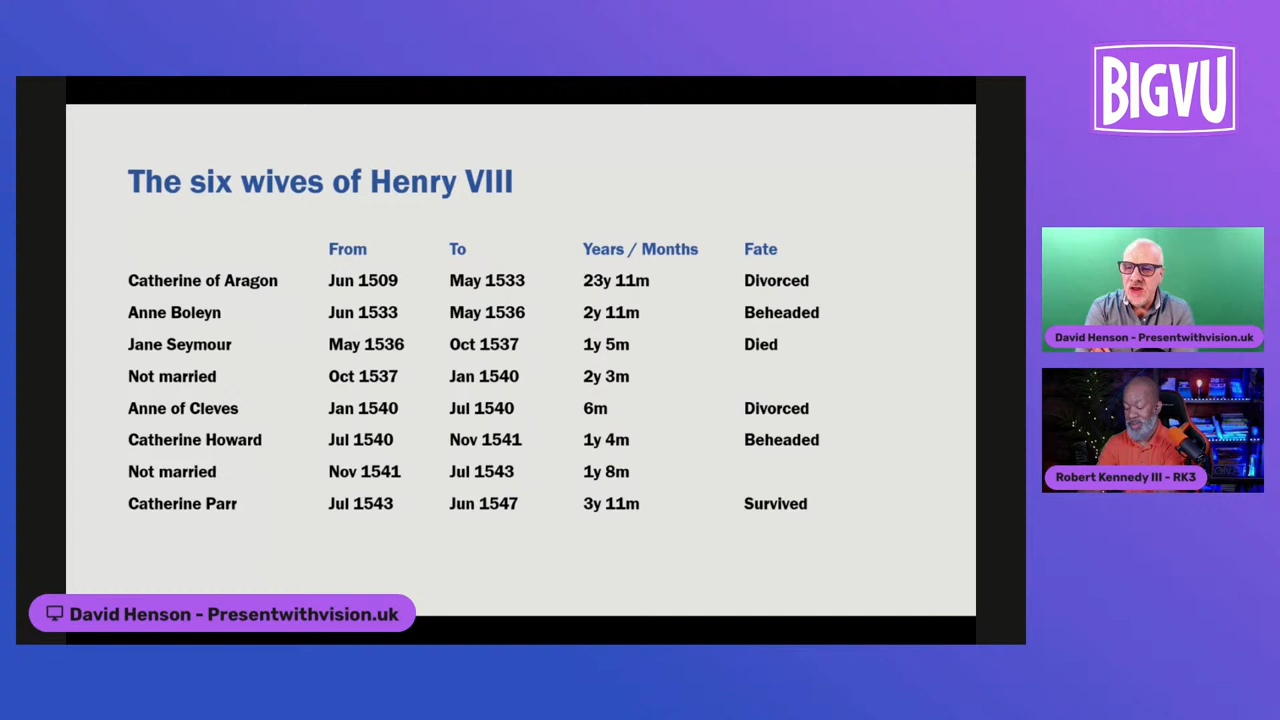 BIGVU
The six wives of Henry VIII
From To Years / Months Fate
Catherine of Aragon Jun 1509 May 1533 23y 11m Divorced
Anne Boleyn Jun 1533 May 1536 2y 11m Beheaded
Jane Seymour May 1536 Oct 1537 1y 5m Died
Not married Oct 1537 Jan 1540 2y 3m
Anne of Cleves Jan 1540 Jul 1540 6m Divorced
Catherine Howard Jul 1540 Nov 1541 1y 4m Beheaded
Not married Nov 1541 Jul 1543 1y 8m
Catherine Parr Jul 1543 Jun 1547 3y 11m Survived
David Henson - Presentwithvision.uk
David Henson - Presentwithvision.uk
Robert Kennedy III - RK3